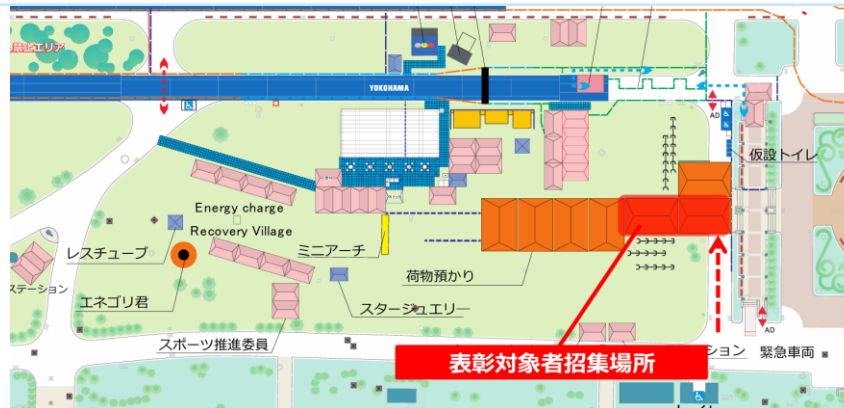 禁止エリア
YOKOHAMA
AD
仮設トイレ
Energy charge
Recovery Village
レスチューブ
ミニアーチ
荷物預かり
ステーション
エネゴリ君
スタージュエリー
AD
スポーツ推進委員
表彰対象者招集場所
ション
緊急車両